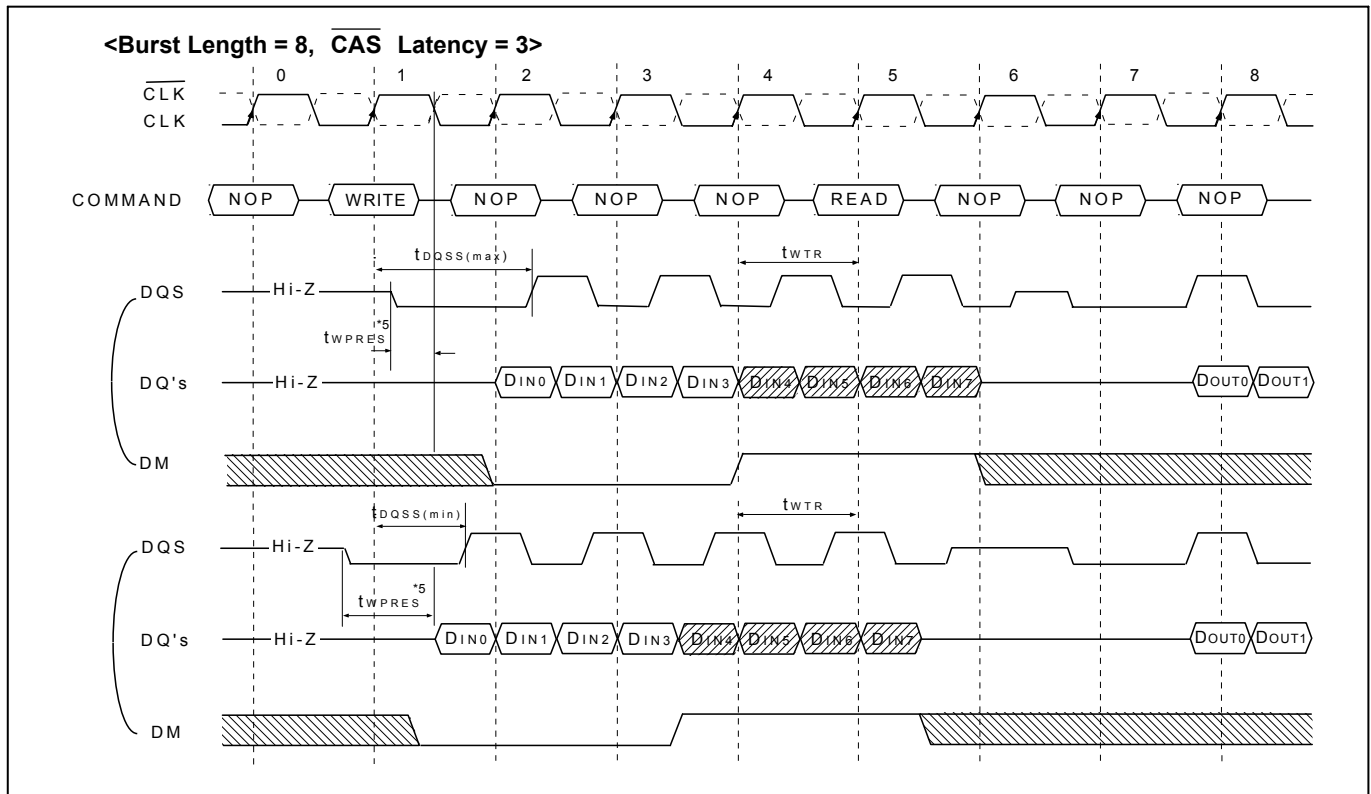 <Burst Length = 8, CAS Latency = 3>
0 1 2 3 4 5 6 7 8
CLK
CLK
COMMAND NOP WRITE NOP NOP NOP READ NOP NOP NOP
tDQSS(max) tWTR
DQS Hi-Z
tWPRES*5
DQ's Hi-Z DIN0 DIN1 DIN2 DIN3 DIN4 DIN5 DIN6 DIN7 DOUT0 DOUT1
DM
tDQSS(min) tWTR
DQS Hi-Z
tWPRES*5
DQ's Hi-Z DIN0 DIN1 DIN2 DIN3 DIN4 DIN5 DIN6 DIN7 DOUT0 DOUT1
DM